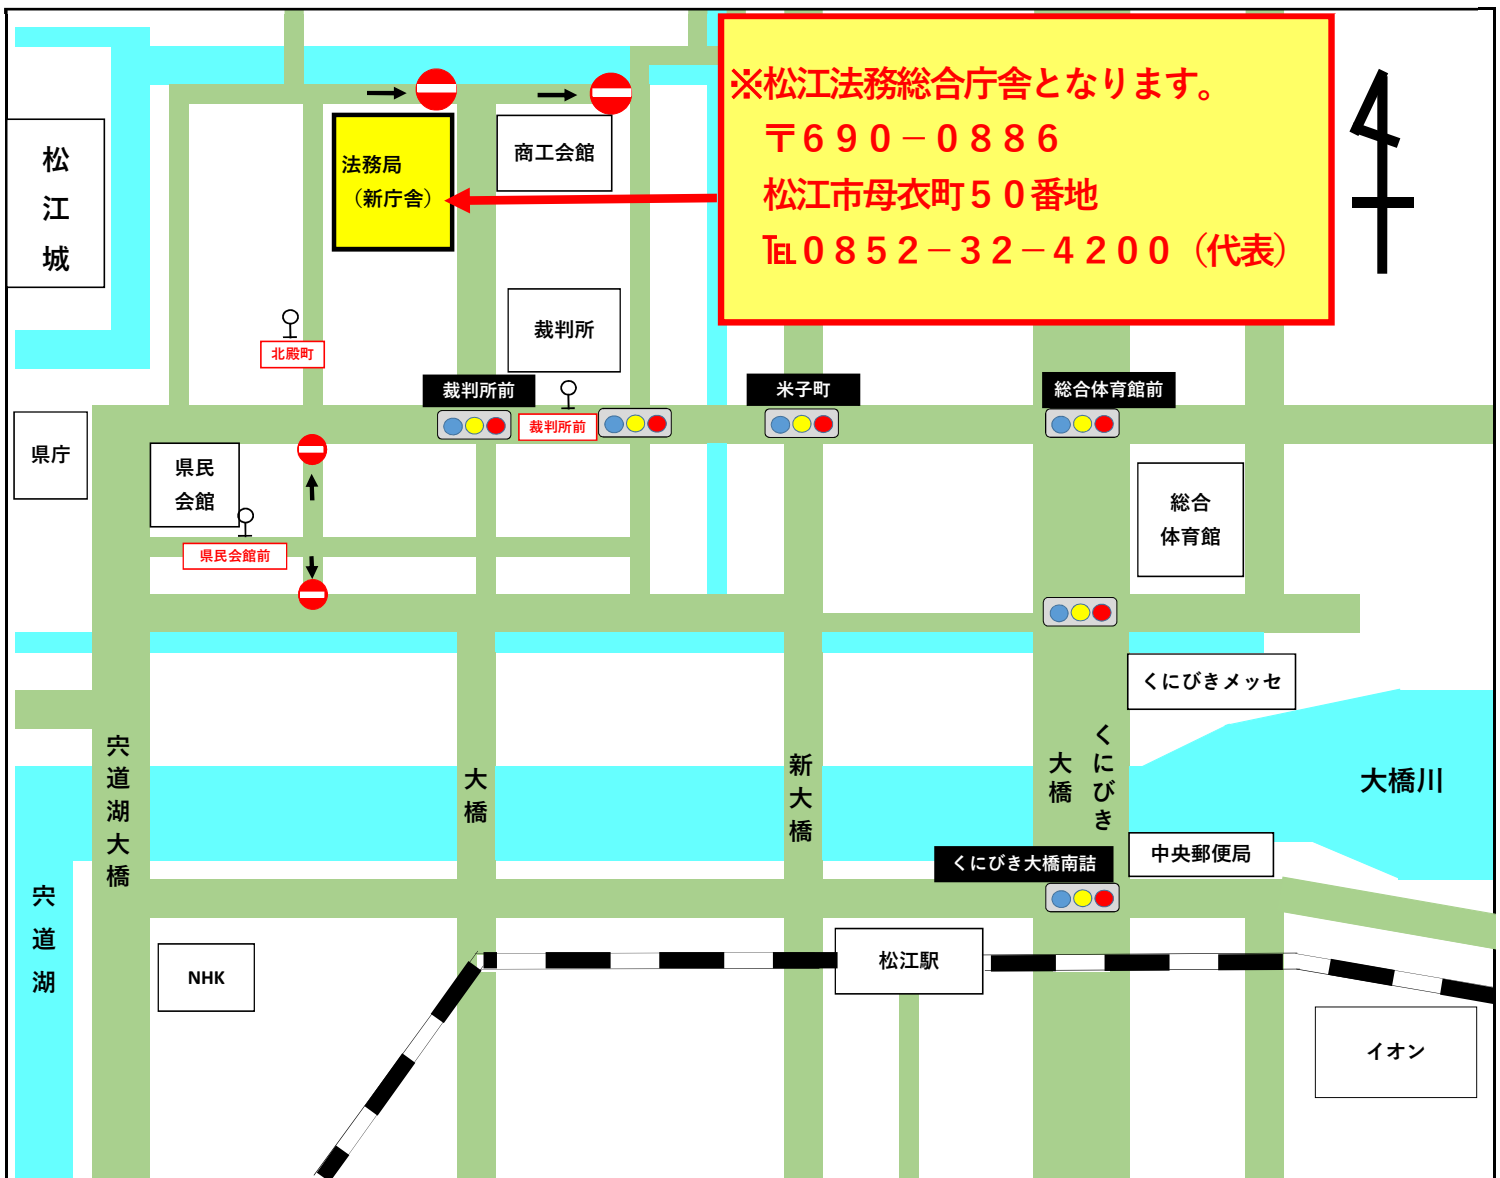 ※松江法務総合庁舎となります。
〒690－0886
松江市母衣町50番地
℡0852－32－4200（代表）
松江城
法務局
（新庁舎）
商工会館
裁判所
北殿町
裁判所前
裁判所前
米子町
総合体育館前
県庁
県民
会館
県民会館前
総合
体育館
くにびきメッセ
宍道湖大橋
大橋
新大橋
くにびき
大橋
大橋川
くにびき大橋南詰
中央郵便局
宍道湖
NHK
松江駅
イオン